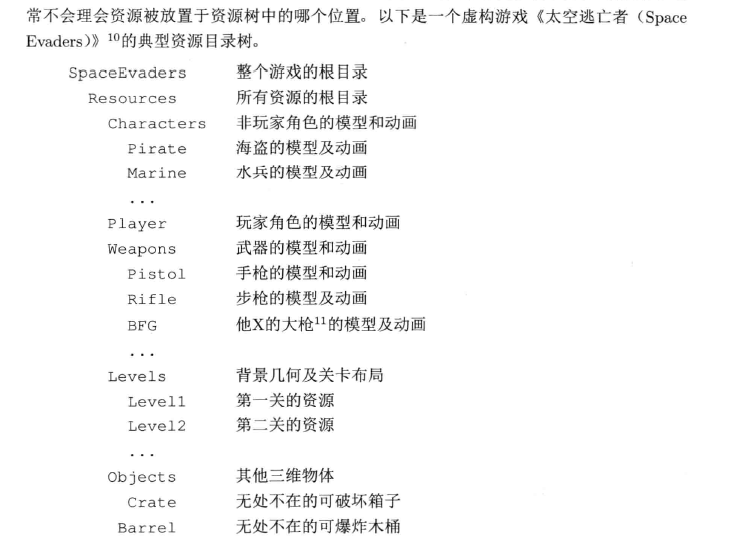 常不会理会资源被放置于资源树中的哪个位置。以下是一个虚构游戏《太空逃亡者（Space
Evaders）》10的典型资源目录树。
SpaceEvaders 整个游戏的根目录
Resources 所有资源的根目录
Characters 非玩家角色的模型和动画
Pirate 海盗的模型及动画
Marine 水兵的模型及动画
...
Player 玩家角色的模型和动画
Weapons 武器的模型和动画
Pistol 手枪的模型和动画
Rifle 步枪的模型及动画
BFG 他X的大枪11的模型及动画
...
Levels 背景几何及关卡布局
Level1 第一关的资源
Level2 第二关的资源
...
Objects 其他三维物体
Crate 无处不在的可破坏箱子
Barrel 无处不在的可爆炸木桶